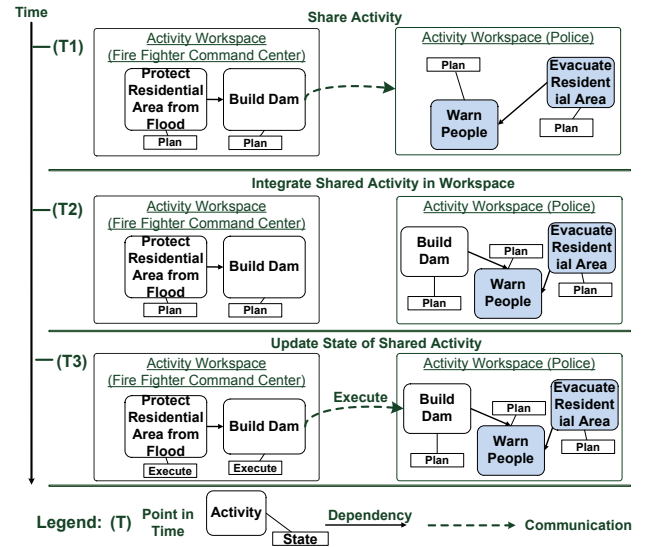 Time
Share Activity
(T1)
Activity Workspace
(Fire Fighter Command Center)
Protect
Residential
Area from
Flood
Build Dam
Plan
Plan
Activity Workspace (Police)
Plan
Evacuate
Resident
ial Area
Warn
People
Plan
Integrate Shared Activity in Workspace
(T2)
Activity Workspace
(Fire Fighter Command Center)
Protect
Residential
Area from
Flood
Build Dam
Plan
Plan
Activity Workspace (Police)
Build
Dam
Plan
Evacuate
Resident
ial Area
Warn
People
Plan
Plan
Update State of Shared Activity
(T3)
Activity Workspace
(Fire Fighter Command Center)
Protect
Residential
Area from
Flood
Build Dam
Execute
Execute
Execute
Activity Workspace (Police)
Build
Dam
Plan
Evacuate
Resident
ial Area
Warn
People
Plan
Plan
Legend: (T) Point in
Time
Activity
State
Dependency
Communication